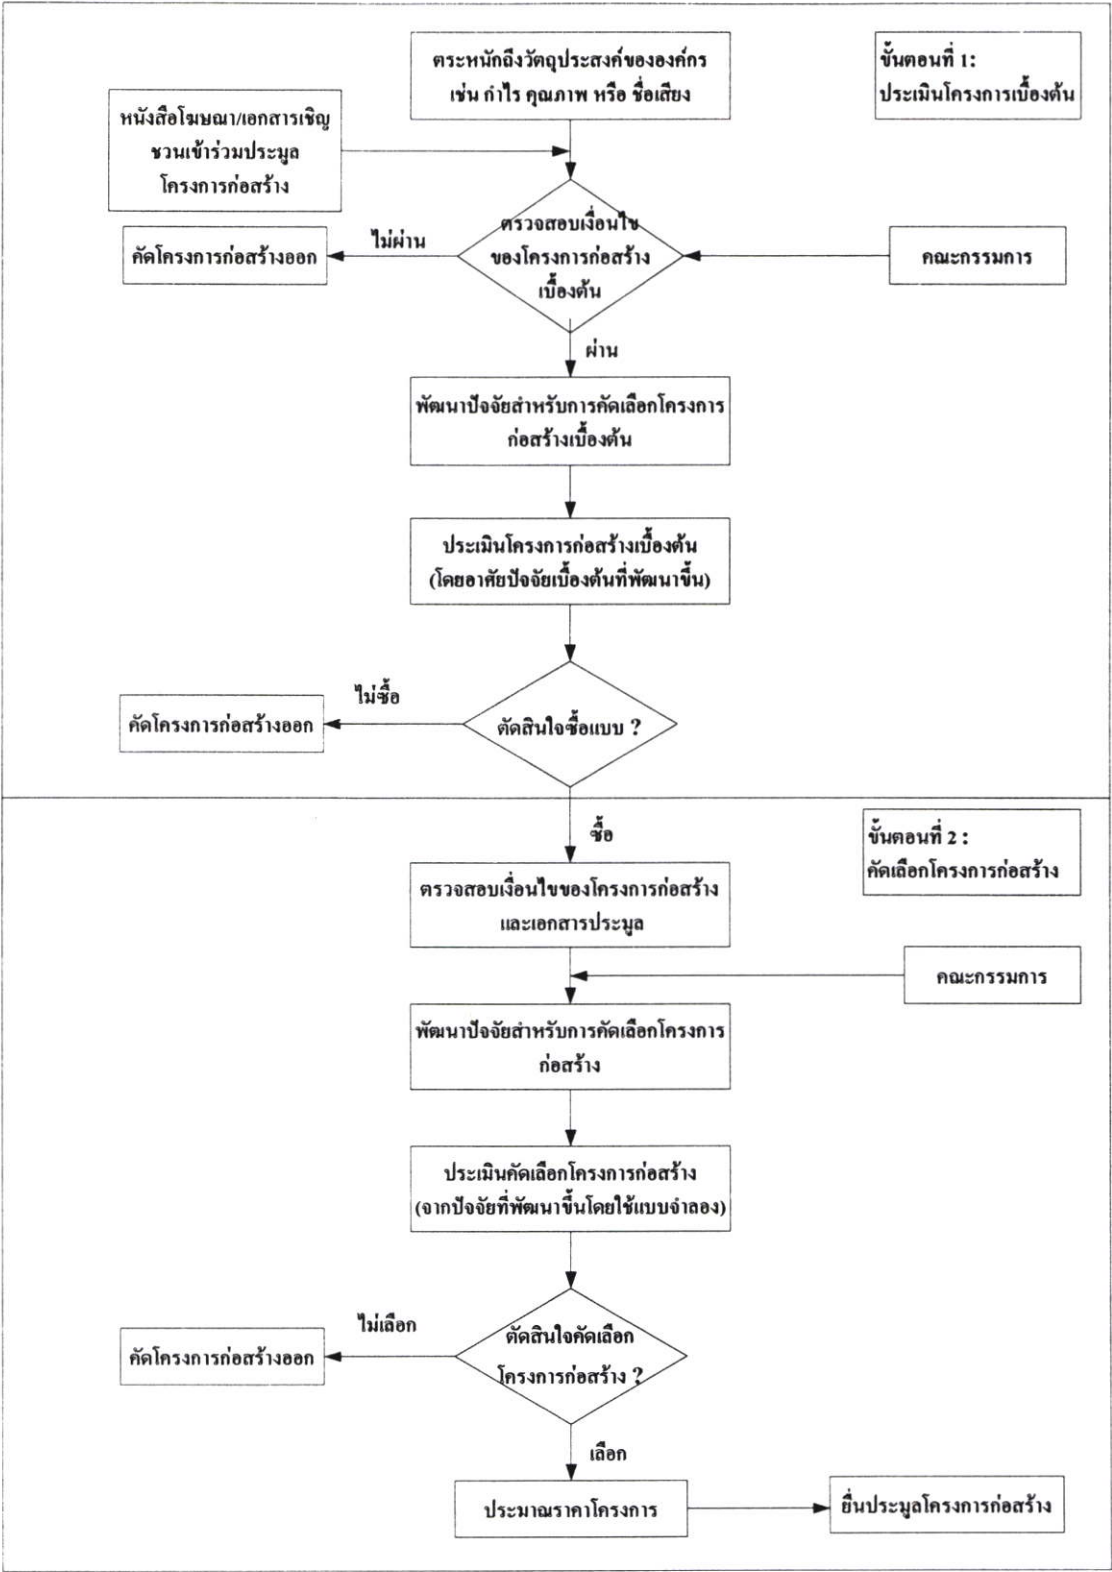 ตระหนักถึงวัตถุประสงค์ขององค์กร
เช่น กำไร คุณภาพ หรือ ชื่อเสียง
ขั้นตอนที่ 1:
ประเมินโครงการเบื้องต้น
หนังสือโฆษณา/เอกสารเชิญ
ชวนเข้าร่วมประมูล
โครงการก่อสร้าง
ตรวจสอบเงื่อนไข
ของโครงการก่อสร้าง
เบื้องต้น
ไม่ผ่าน
คัดโครงการก่อสร้างออก
คณะกรรมการ
ผ่าน
พัฒนาปัจจัยสำหรับการคัดเลือกโครงการ
ก่อสร้างเบื้องต้น
ประเมินโครงการก่อสร้างเบื้องต้น
(โดยอาศัยปัจจัยเบื้องต้นที่พัฒนาขึ้น)
ไม่ซื้อ
คัดโครงการก่อสร้างออก
ตัดสินใจซื้อแบบ ?
ซื้อ
ขั้นตอนที่ 2 :
คัดเลือกโครงการก่อสร้าง
ตรวจสอบเงื่อนไขของโครงการก่อสร้าง
และเอกสารประมูล
คณะกรรมการ
พัฒนาปัจจัยสำหรับการคัดเลือกโครงการ
ก่อสร้าง
ประเมินคัดเลือกโครงการก่อสร้าง
(จากปัจจัยที่พัฒนาขึ้นโดยใช้แบบจำลอง)
ไม่เลือก
คัดโครงการก่อสร้างออก
ตัดสินใจคัดเลือก
โครงการก่อสร้าง ?
เลือก
ประมาณราคาโครงการ
ยื่นประมูลโครงการก่อสร้าง